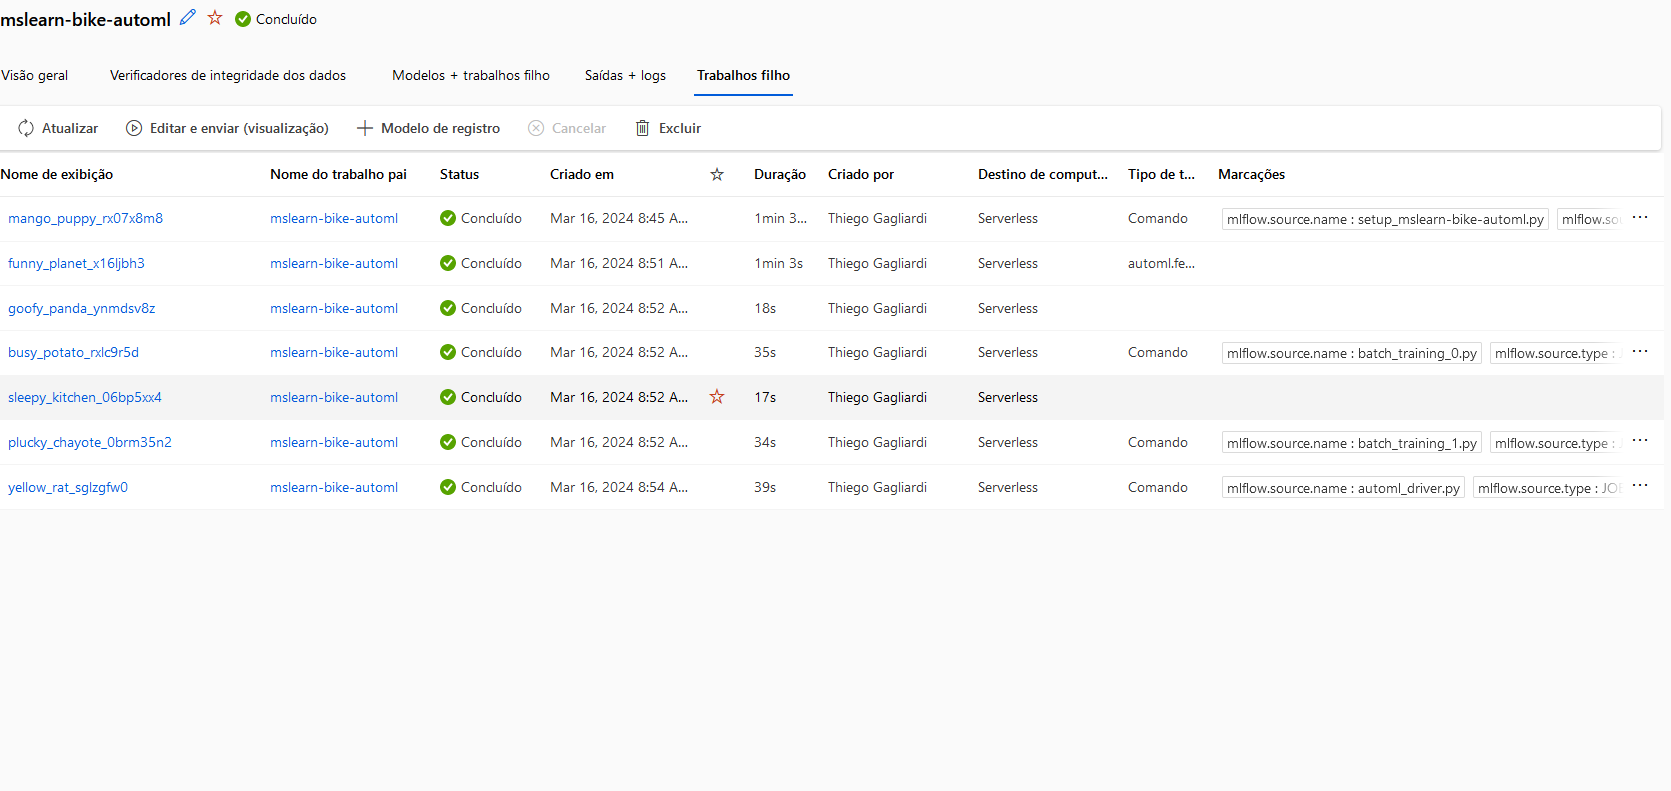 mslearn-bike-automl Concluído
Visão geral Verificadores de integridade dos dados Modelos + trabalhos filho Saídas + logs Trabalhos filho
Atualizar Editar e enviar (visualização) Modelo de registro Cancelar Excluir
Nome de exibição Nome do trabalho pai Status Criado em Duração Criado por Destino de comput... Tipo de t... Marcações
mango_puppy_rx07x8m8 mslearn-bike-automl Concluído Mar 16, 2024 8:45 A... 1min 3... Thiego Gagliardi Serverless Comando mlflow.source.name : setup_mslearn-bike-automl.py mlflow.sou ...
funny_planet_x16ljbh3 mslearn-bike-automl Concluído Mar 16, 2024 8:51 A... 1min 3s Thiego Gagliardi Serverless automl.fe...
goofy_panda_ynmdsv8z mslearn-bike-automl Concluído Mar 16, 2024 8:52 A... 18s Thiego Gagliardi Serverless
busy_potato_rxlc9r5d mslearn-bike-automl Concluído Mar 16, 2024 8:52 A... 35s Thiego Gagliardi Serverless Comando mlflow.source.name : batch_training_0.py mlflow.source.type : ...
sleepy_kitchen_06bp5xx4 mslearn-bike-automl Concluído Mar 16, 2024 8:52 A... 17s Thiego Gagliardi Serverless
plucky_chayote_0brm35n2 mslearn-bike-automl Concluído Mar 16, 2024 8:52 A... 34s Thiego Gagliardi Serverless Comando mlflow.source.name : batch_training_1.py mlflow.source.type : ...
yellow_rat_sglzgfw0 mslearn-bike-automl Concluído Mar 16, 2024 8:54 A... 39s Thiego Gagliardi Serverless Comando mlflow.source.name : automl_driver.py mlflow.source.type : JOB ...